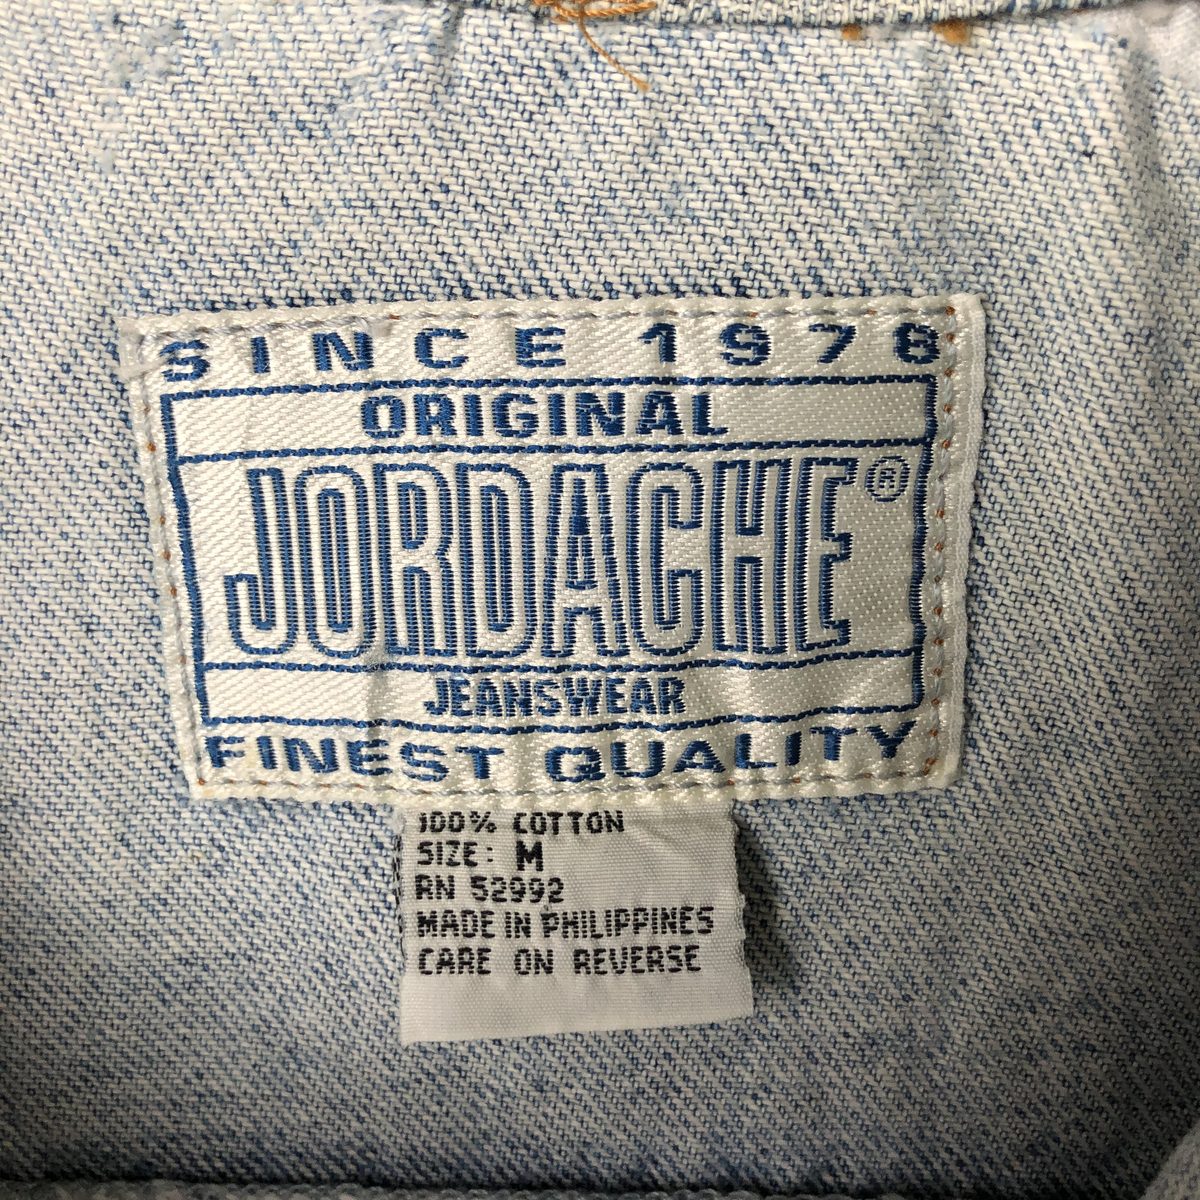 SINCE 1978
ORIGINAL
JORDACHE®
JEANSWEAR
FINEST QUALITY
100% COTTON
SIZE: M
RN 52992
MADE IN PHILIPPINES
CARE ON REVERSE